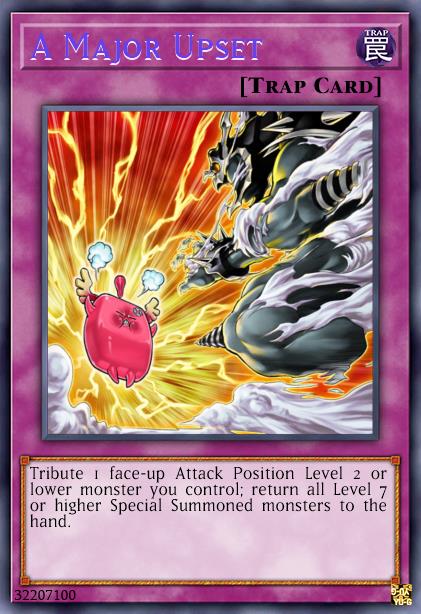 A Major Upset
TRAP
罠
[Trap Card]
Tribute 1 face-up Attack Position Level 2 or
lower monster you control; return all Level 7
or higher Special Summoned monsters to the
hand.
32207100